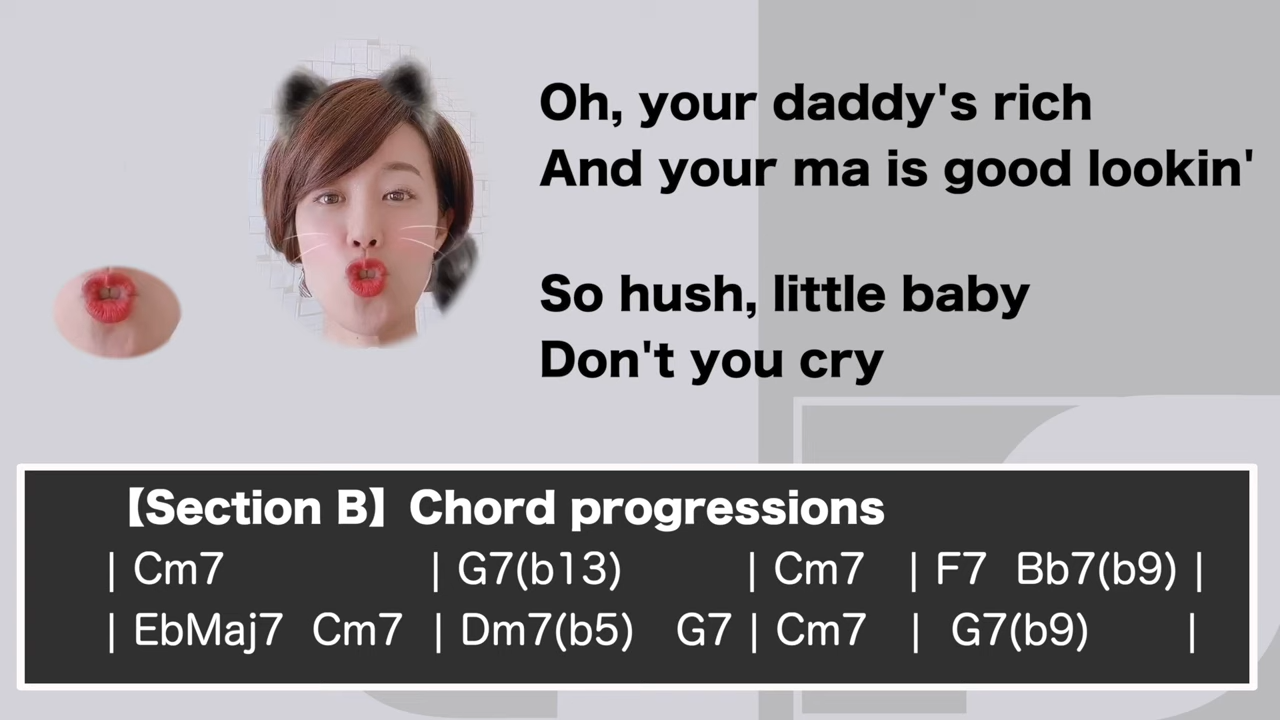 Oh, your daddy's rich
And your ma is good lookin'
So hush, little baby
Don't you cry
【Section B】Chord progressions
| Cm7 | G7(b13) | Cm7 | F7 Bb7(b9) |
| EbMaj7 Cm7 | Dm7(b5) G7 | Cm7 | G7(b9) |